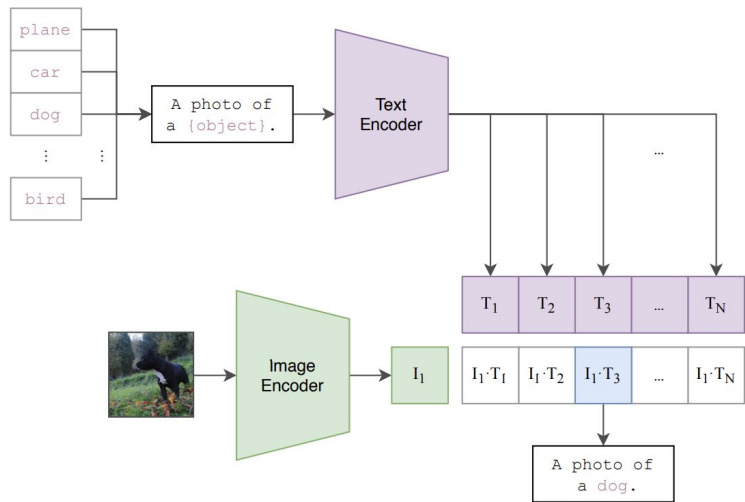 plane
car
dog
... ...
bird
A photo of
a {object}.
Text
Encoder
...
T1 T2 T3 ... TN
Image
Encoder
I1
I1·T1 I1·T2 I1·T3 ... I1·TN
A photo of
a dog.